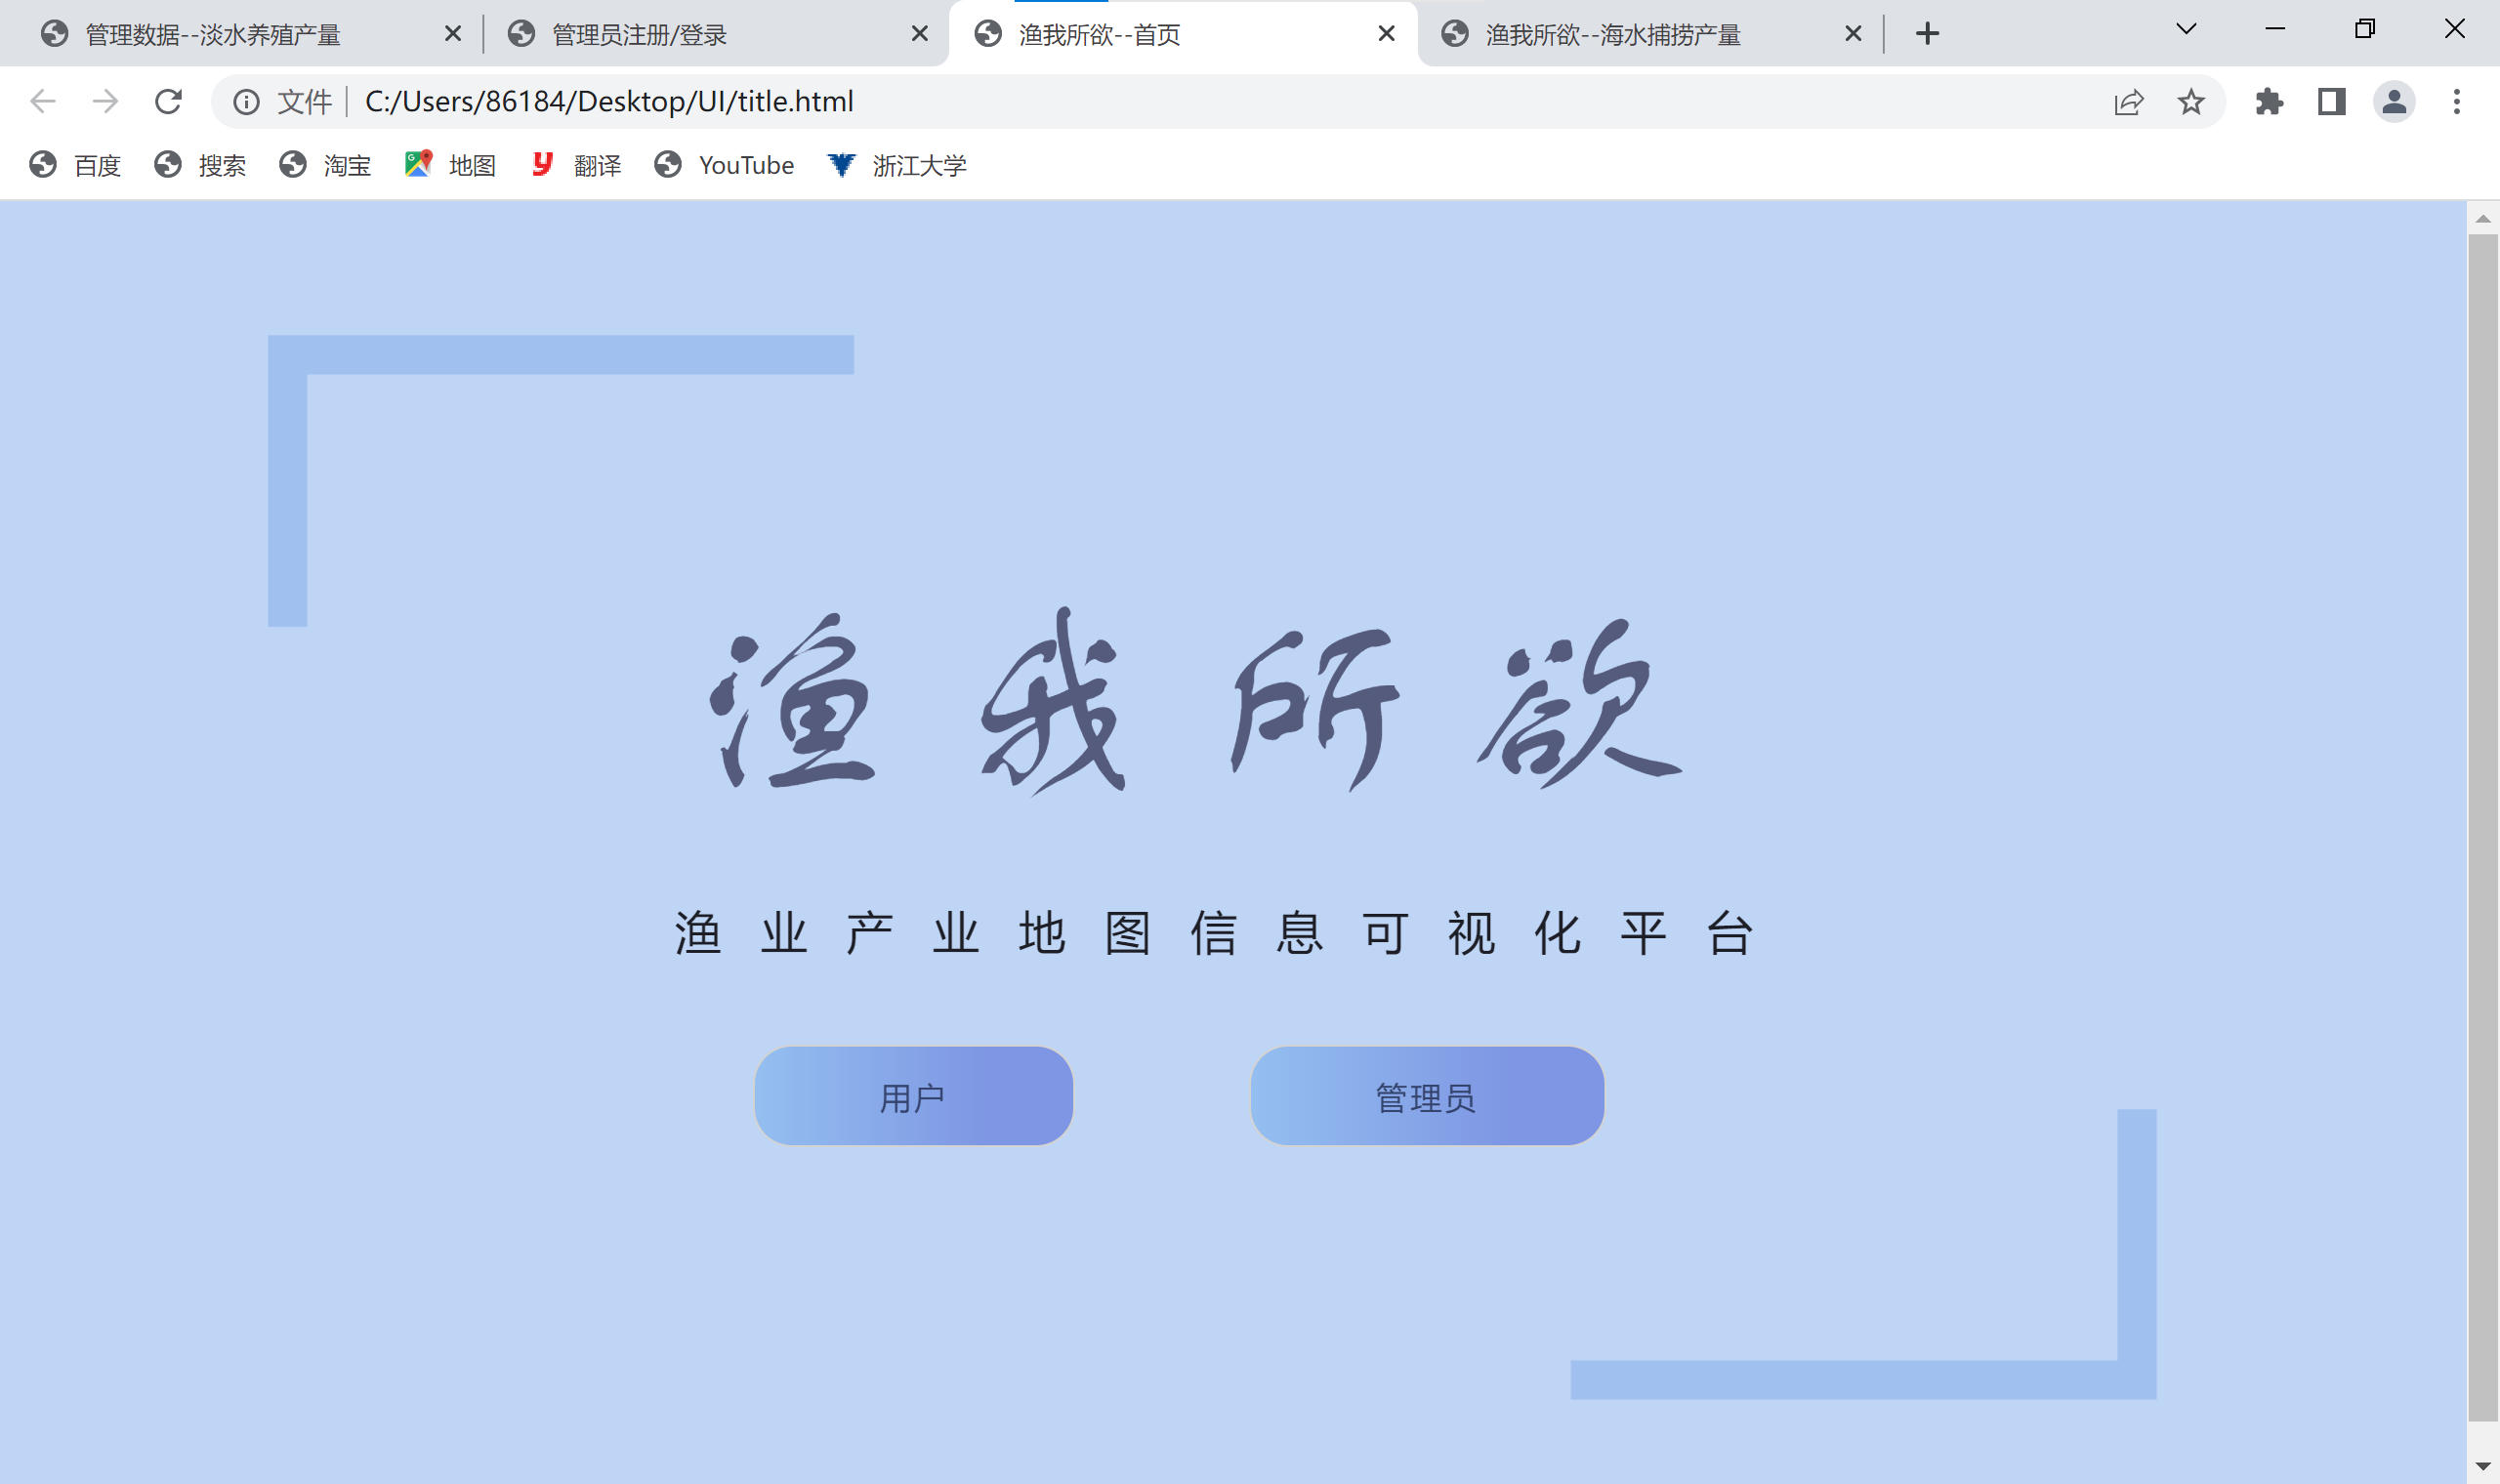 管理数据--淡水养殖产量
管理员注册/登录
渔我所欲--首页
渔我所欲--海水捕捞产量
文件
C:/Users/86184/Desktop/UI/title.html
百度
搜索
淘宝
地图
翻译
YouTube
浙江大学
渔我所欲
渔业产业地图信息可视化平台
用户
管理员